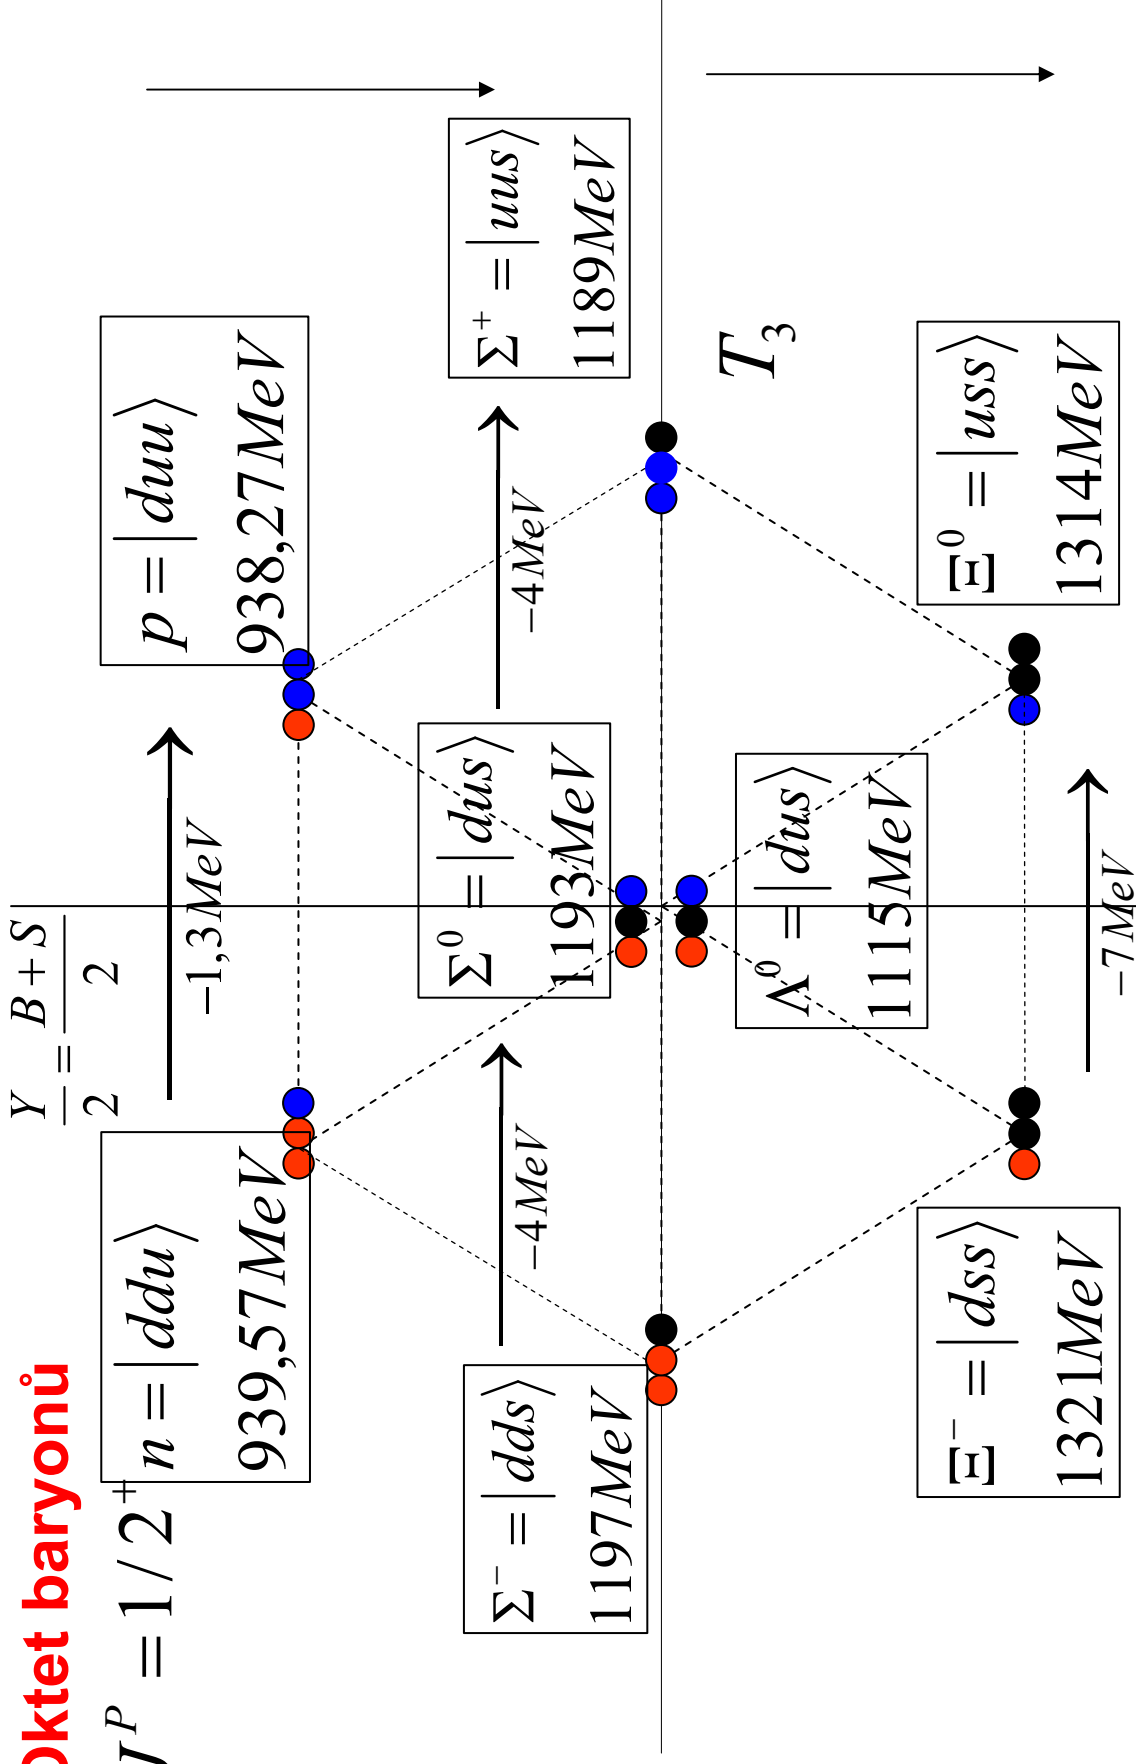 Oktet baryonů
J^P = 1/2^+
Y/2 = (B + S)/2
n = |ddu⟩
939,57MeV
−1,3MeV
p = |duu⟩
938,27MeV
Σ^− = |dds⟩
1197MeV
−4MeV
Σ^0 = |dus⟩
1193MeV
−4MeV
Σ^+ = |uus⟩
1189MeV
T_3
Λ^0 = |dus⟩
1115MeV
Ξ^− = |dss⟩
1321MeV
−7MeV
Ξ^0 = |uss⟩
1314MeV